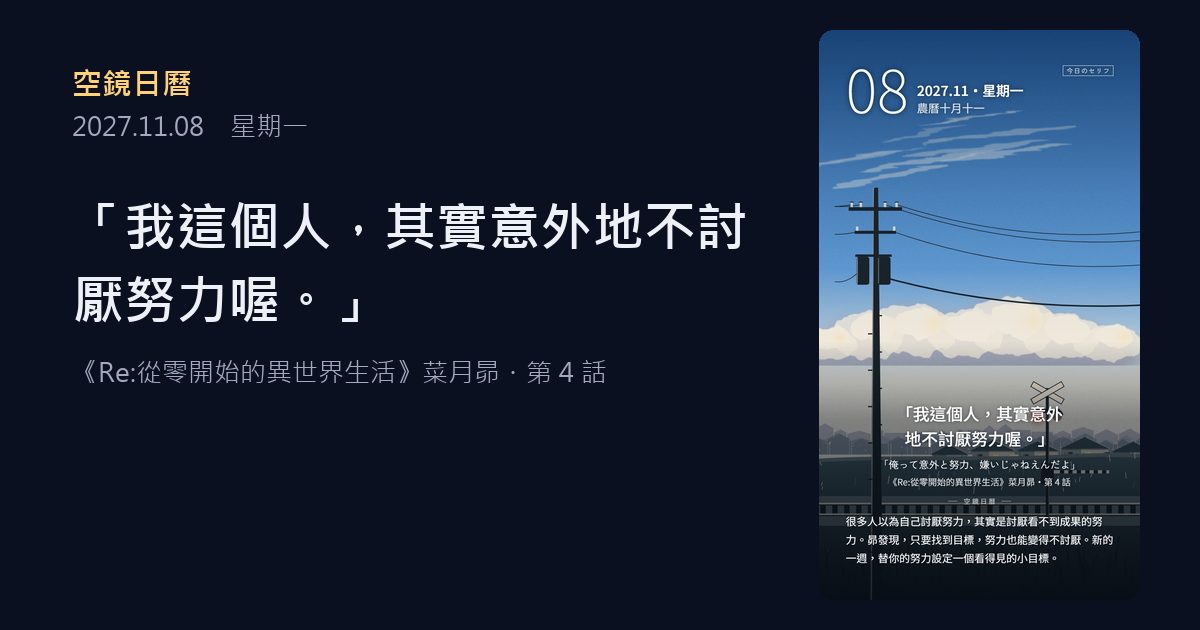 空鏡日曆
2027.11.08 星期一
「我這個人，其實意外地不討
厭努力喔。」
《Re:從零開始的異世界生活》菜月昴・第 4 話
今日のセリフ
08
2027.11・星期一
農曆十月十一
「我這個人，其實意外
地不討厭努力喔。」
「俺って意外と努力、嫌いじゃねえんだよ」
《Re:從零開始的異世界生活》菜月昴・第 4 話
空鏡日曆
很多人以為自己討厭努力，其實是討厭看不到成果的努
力。昴發現，只要找到目標，努力也能變得不討厭。新的
一週，替你的努力設定一個看得見的小目標。